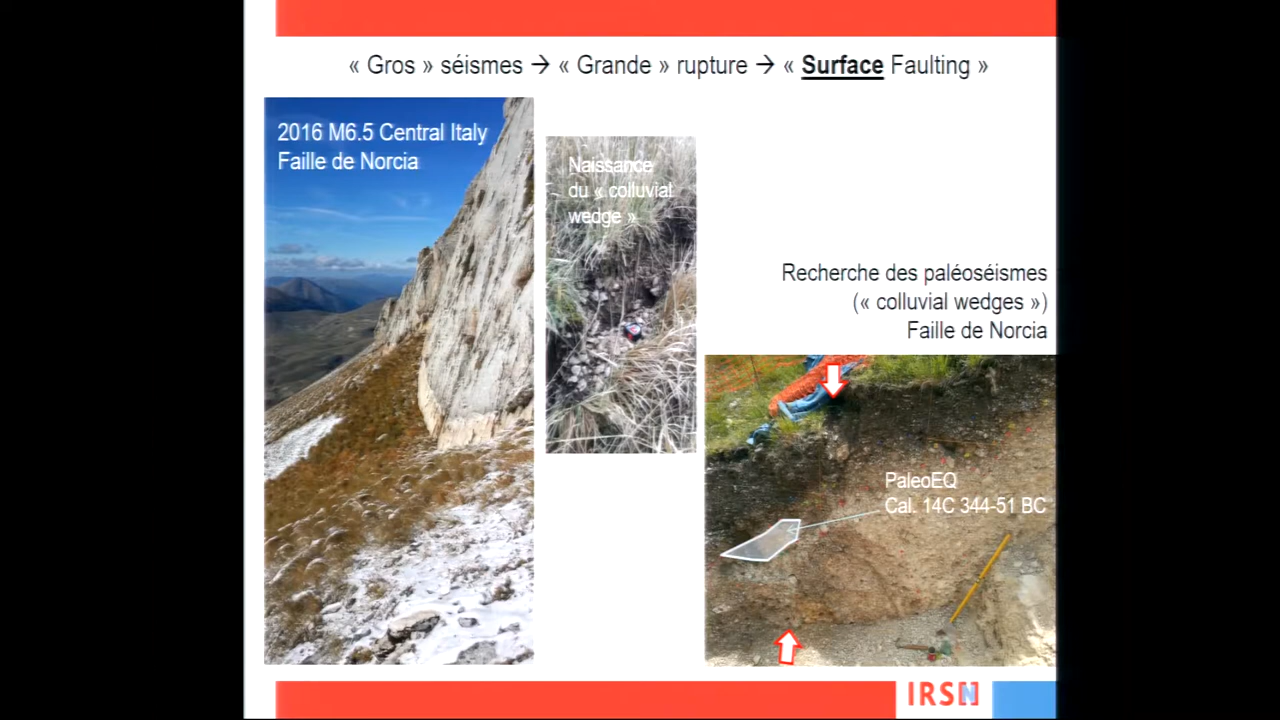 « Gros » séismes → « Grande » rupture → « Surface Faulting »
2016 M6.5 Central Italy
Faille de Norcia
Naissance
du « colluvial
wedge »
Recherche des paléoséismes
(« colluvial wedges »)
Faille de Norcia
PaleoEQ
Cal. 14C 344-51 BC
IRSN